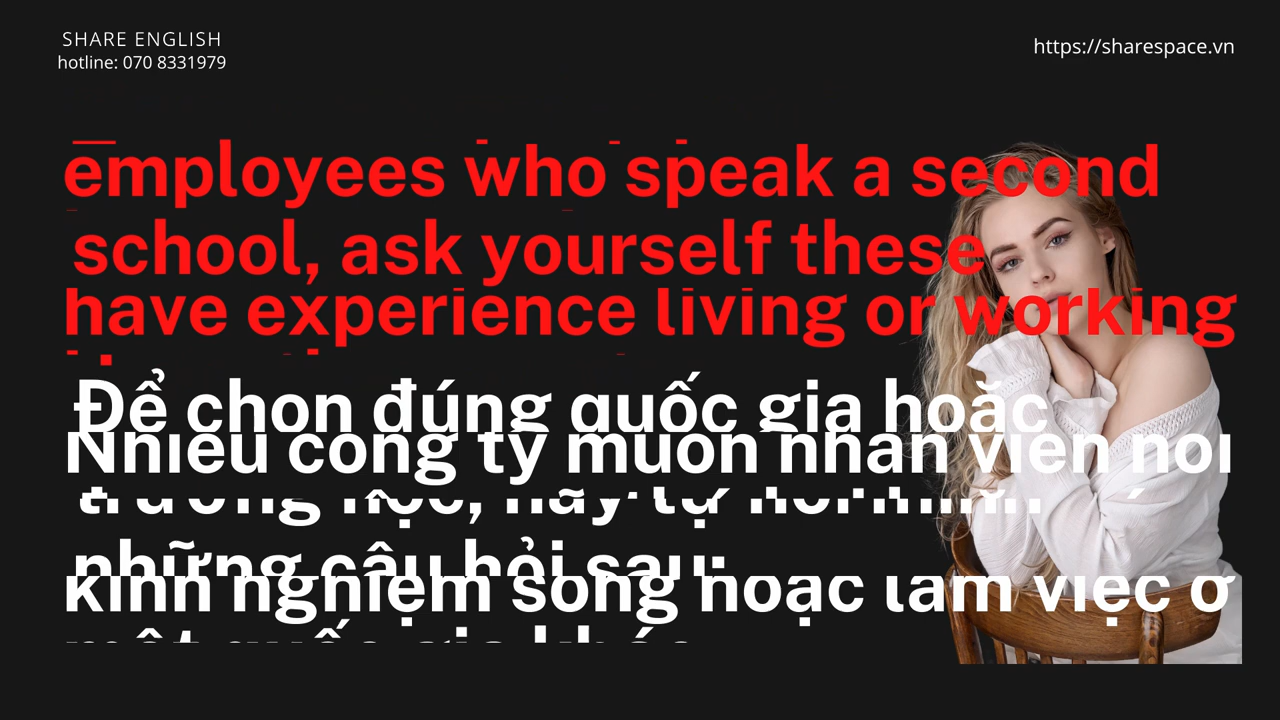 SHARE ENGLISH
hotline: 070 8331979
https://sharespace.vn
employees who speak a second
school, ask yourself these
have experience living or working
Để chọn đúng quốc gia hoặc
Nhiều công ty muốn nhân viên nói
những câu hỏi sau:
kinh nghiệm sống hoặc làm việc ở